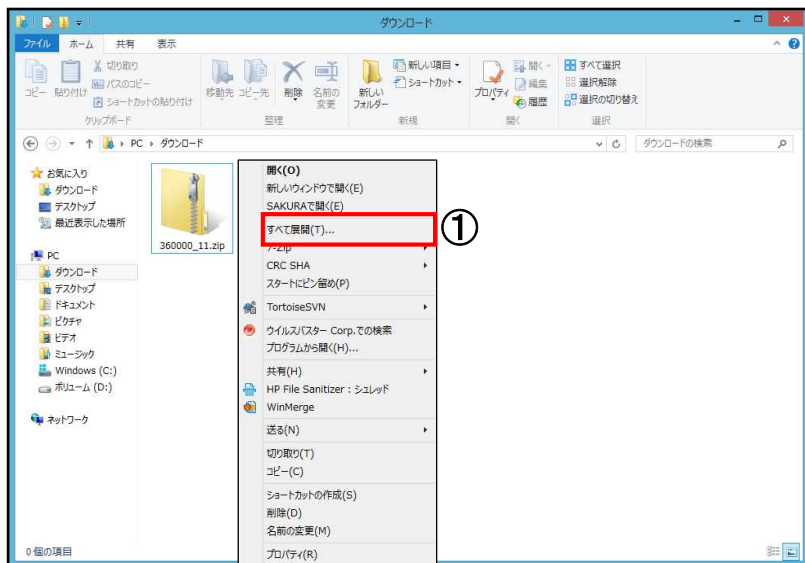 ダウンロード
ファイル ホーム 共有 表示
コピー 貼り付け 切り取り パスのコピー ショートカットの貼り付け
移動先 コピー先 削除 名前の変更 新しいフォルダー
新しい項目 ショートカット
プロパティ 開く 編集 履歴
すべて選択 選択解除 選択の切り替え
クリップボード 整理 新規 開く 選択
PC ダウンロード ダウンロードの検索
お気に入り
ダウンロード
デスクトップ
最近表示した場所
PC
ダウンロード
デスクトップ
ドキュメント
ピクチャ
ビデオ
ミュージック
Windows (C:)
ボリューム (D:)
ネットワーク
360000_11.zip
開く(O)
新しいウィンドウで開く(E)
SAKURAで開く(E)
すべて展開(T)...
①
7-Zip
CRC SHA
スタートにピン留め(P)
TortoiseSVN
ウイルスバスター Corp.での検索
プログラムから開く(H)...
共有(H)
HP File Sanitizer : シュレッド
WinMerge
送る(N)
切り取り(T)
コピー(C)
ショートカットの作成(S)
削除(D)
名前の変更(M)
プロパティ(R)
0 個の項目